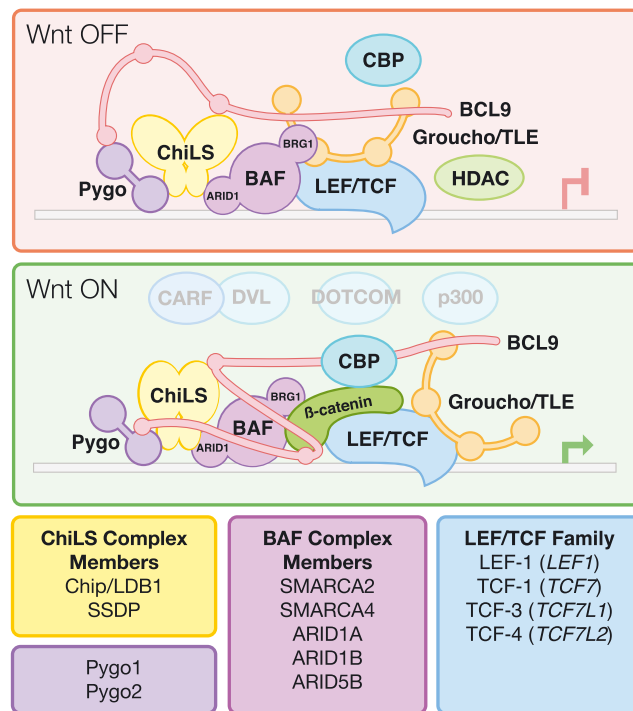 Wnt OFF
CBP
BCL9
Groucho/TLE
ChiLS
BRG1
Pygo
BAF
ARID1
LEF/TCF
HDAC
Wnt ON
CARF
DVL
DOTCOM
p300
BCL9
CBP
ChiLS
BRG1
ß-catenin
Groucho/TLE
Pygo
BAF
ARID1
LEF/TCF
ChiLS Complex
Members
Chip/LDB1
SSDP
Pygo1
Pygo2
BAF Complex
Members
SMARCA2
SMARCA4
ARID1A
ARID1B
ARID5B
LEF/TCF Family
LEF-1 (LEF1)
TCF-1 (TCF7)
TCF-3 (TCF7L1)
TCF-4 (TCF7L2)